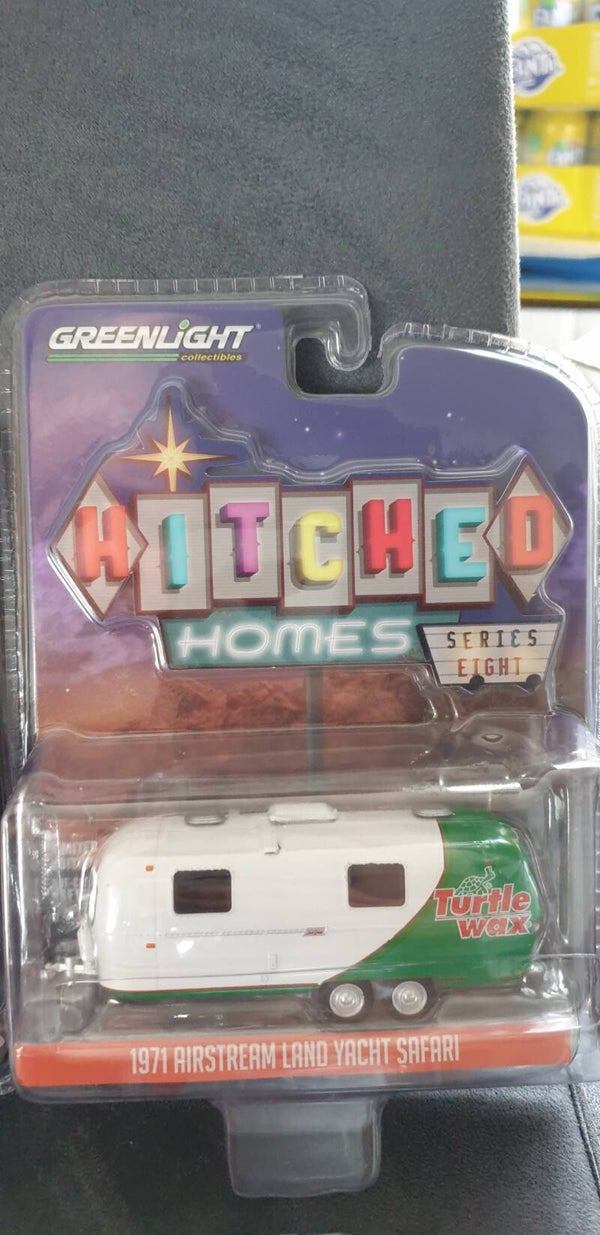 GREENLiGHT
collectibles
HITCHED
HOMES
SERIES
EIGHT
Turtle
wax
1971 AIRSTREAM LAND YACHT SAFARI